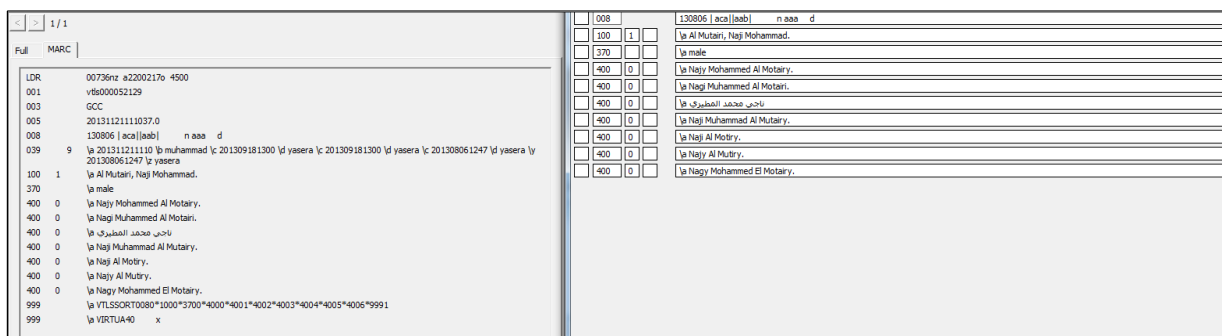 < > 1 / 1
Full MARC
LDR 00736nz a2200217o 4500
001 vtls000052129
003 GCC
005 20131121111037.0
008 130806 | aca||aab| n aaa d
039 9 \a 201311211110 \b muhammad \c 201309181300 \d yasera \c 201309181300 \d yasera \c 201308061247 \d yasera \y
201308061247 \z yasera
100 1 \a Al Mutairi, Naji Mohammad.
370 \a male
400 0 \a Najy Mohammed Al Motairy.
400 0 \a Nagi Muhammed Al Motairi.
400 0 \a ناجي محمد المطيري
400 0 \a Naji Muhammad Al Mutairy.
400 0 \a Naji Al Motiry.
400 0 \a Najy Al Mutiry.
400 0 \a Nagy Mohammed El Motairy.
999 \a VTLSSORT0080*1000*3700*4000*4001*4002*4003*4004*4005*4006*9991
999 \a VIRTUA40 x
008 130806 | aca||aab| n aaa d
100 1 \a Al Mutairi, Naji Mohammad.
370 \a male
400 0 \a Najy Mohammed Al Motairy.
400 0 \a Nagi Muhammed Al Motairi.
400 0 \a ناجي محمد المطيري
400 0 \a Naji Muhammad Al Mutairy.
400 0 \a Naji Al Motiry.
400 0 \a Najy Al Mutiry.
400 0 \a Nagy Mohammed El Motairy.